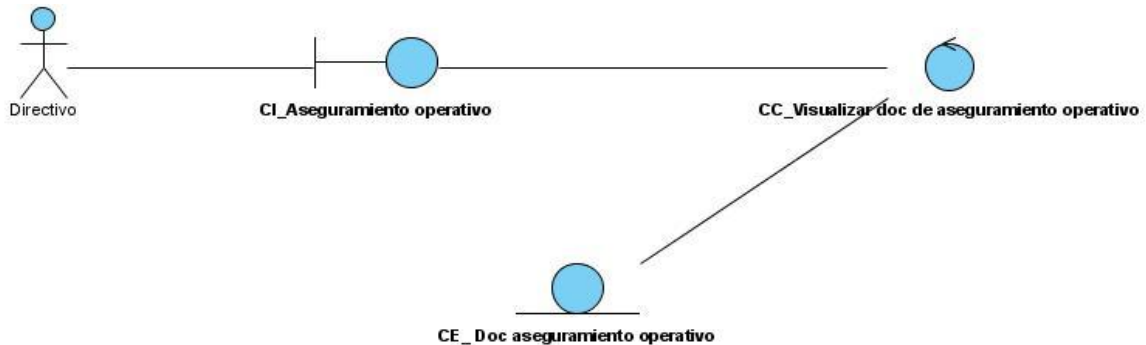 Directivo
CI_Aseguramiento operativo
CC_Visualizar doc de aseguramiento operativo
CE_ Doc aseguramiento operativo